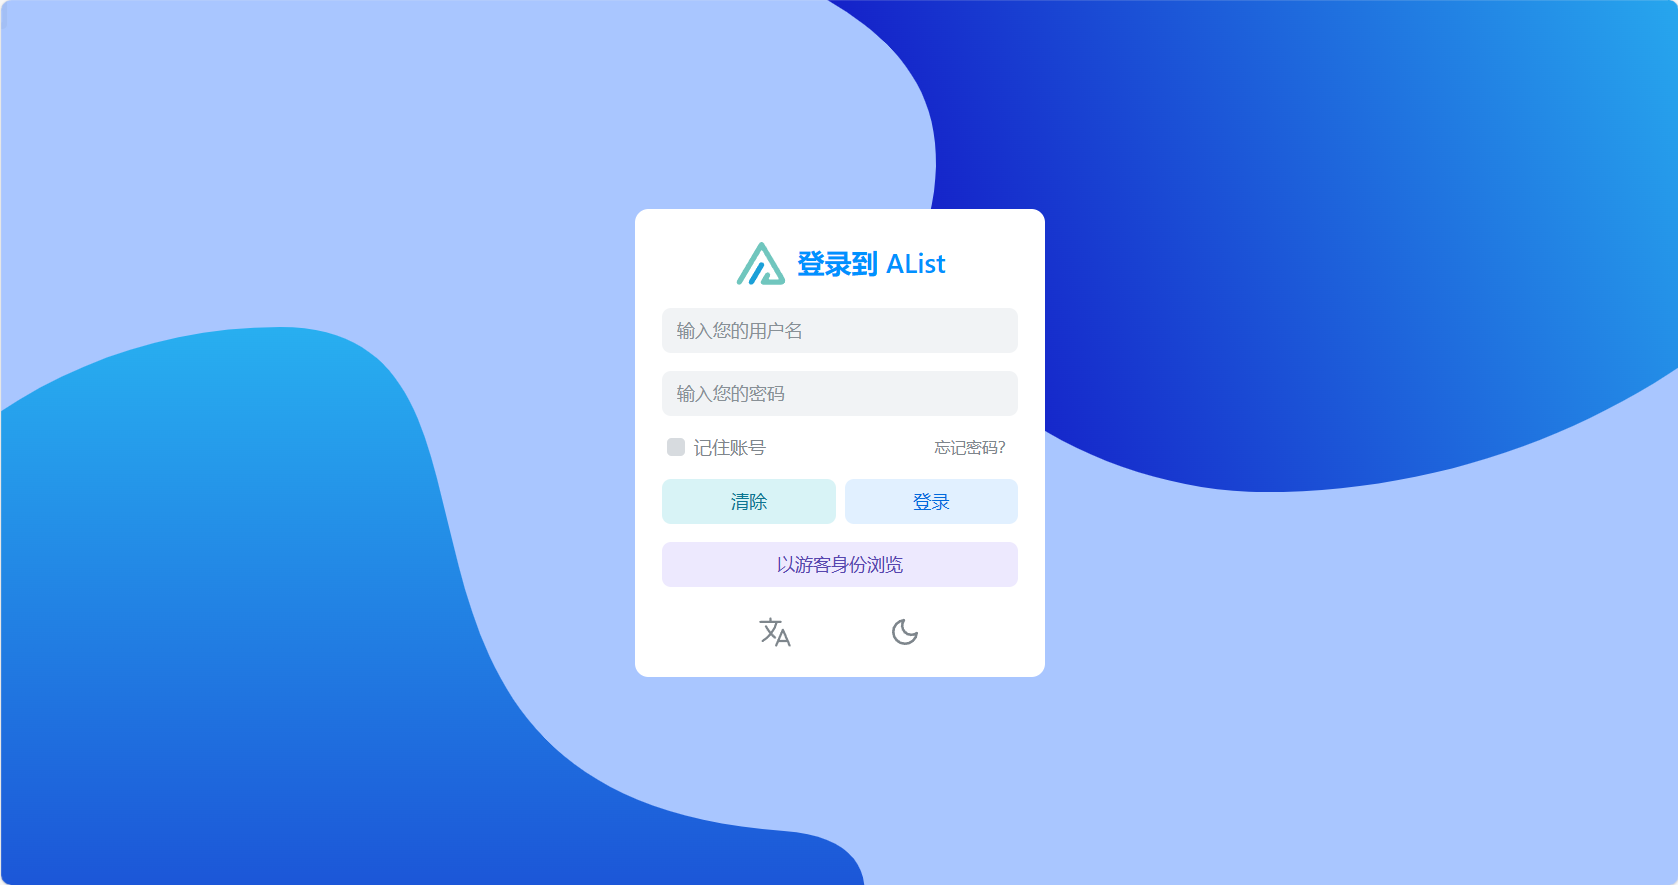 登录到 AList
输入您的用户名
输入您的密码
记住账号 忘记密码?
清除 登录
以游客身份浏览